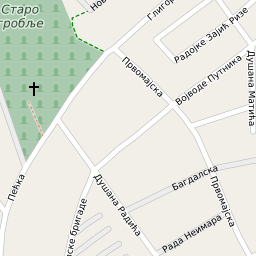 Старо
гробље
Нов
Глигор
Радојке Зајић Ризе
Првомајска
Војводе Путника
Душана Матића
Пећка
Багдалска
Првомајска
Душана Радића
ске бригаде
Рада Неимара